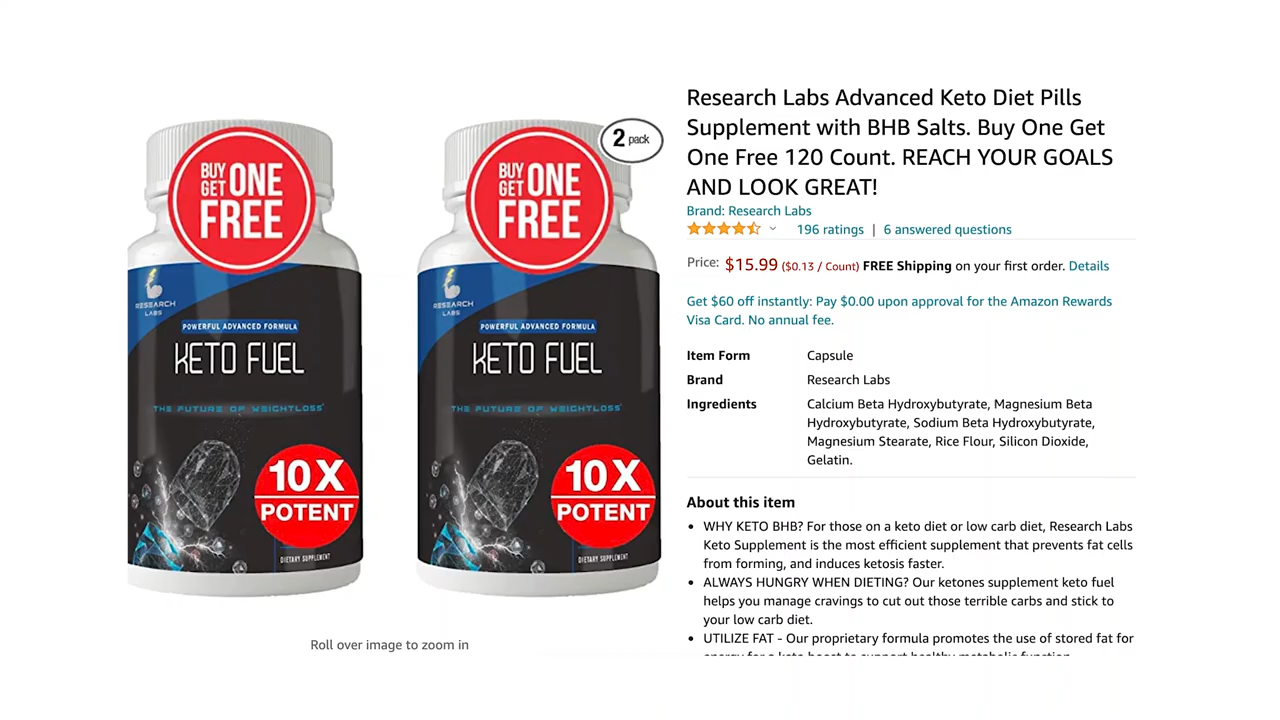 BUY
GET ONE
FREE
RESEARCH
LABS
POWERFUL ADVANCED FORMULA
KETO FUEL
THE FUTURE OF WEIGHTLOSS
10X
POTENT
DIETARY SUPPLEMENT
2 pack
BUY
GET ONE
FREE
RESEARCH
LABS
POWERFUL ADVANCED FORMULA
KETO FUEL
THE FUTURE OF WEIGHTLOSS
10X
POTENT
DIETARY SUPPLEMENT
Roll over image to zoom in
Research Labs Advanced Keto Diet Pills
Supplement with BHB Salts. Buy One Get
One Free 120 Count. REACH YOUR GOALS
AND LOOK GREAT!
Brand: Research Labs
196 ratings | 6 answered questions
Price: $15.99 ($0.13 / Count) FREE Shipping on your first order. Details
Get $60 off instantly: Pay $0.00 upon approval for the Amazon Rewards
Visa Card. No annual fee.
Item Form Capsule
Brand Research Labs
Ingredients Calcium Beta Hydroxybutyrate, Magnesium Beta
Hydroxybutyrate, Sodium Beta Hydroxybutyrate,
Magnesium Stearate, Rice Flour, Silicon Dioxide,
Gelatin.
About this item
• WHY KETO BHB? For those on a keto diet or low carb diet, Research Labs
Keto Supplement is the most efficient supplement that prevents fat cells
from forming, and induces ketosis faster.
• ALWAYS HUNGRY WHEN DIETING? Our ketones supplement keto fuel
helps you manage cravings to cut out those terrible carbs and stick to
your low carb diet.
• UTILIZE FAT - Our proprietary formula promotes the use of stored fat for
energy for a keto boost to support healthy metabolic function.